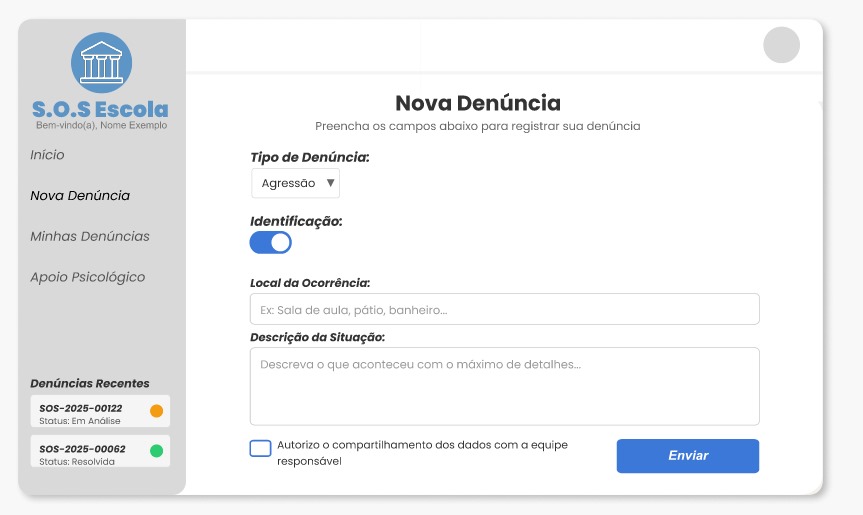 S.O.S Escola
Bem-vindo(a), Nome Exemplo
Início
Nova Denúncia
Minhas Denúncias
Apoio Psicológico
Denúncias Recentes
SOS-2025-00122
Status: Em Análise
SOS-2025-00062
Status: Resolvida
Nova Denúncia
Preencha os campos abaixo para registrar sua denúncia
Tipo de Denúncia:
Agressão
Identificação:
Local da Ocorrência:
Ex: Sala de aula, pátio, banheiro...
Descrição da Situação:
Descreva o que aconteceu com o máximo de detalhes...
Autorizo o compartilhamento dos dados com a equipe
responsável
Enviar